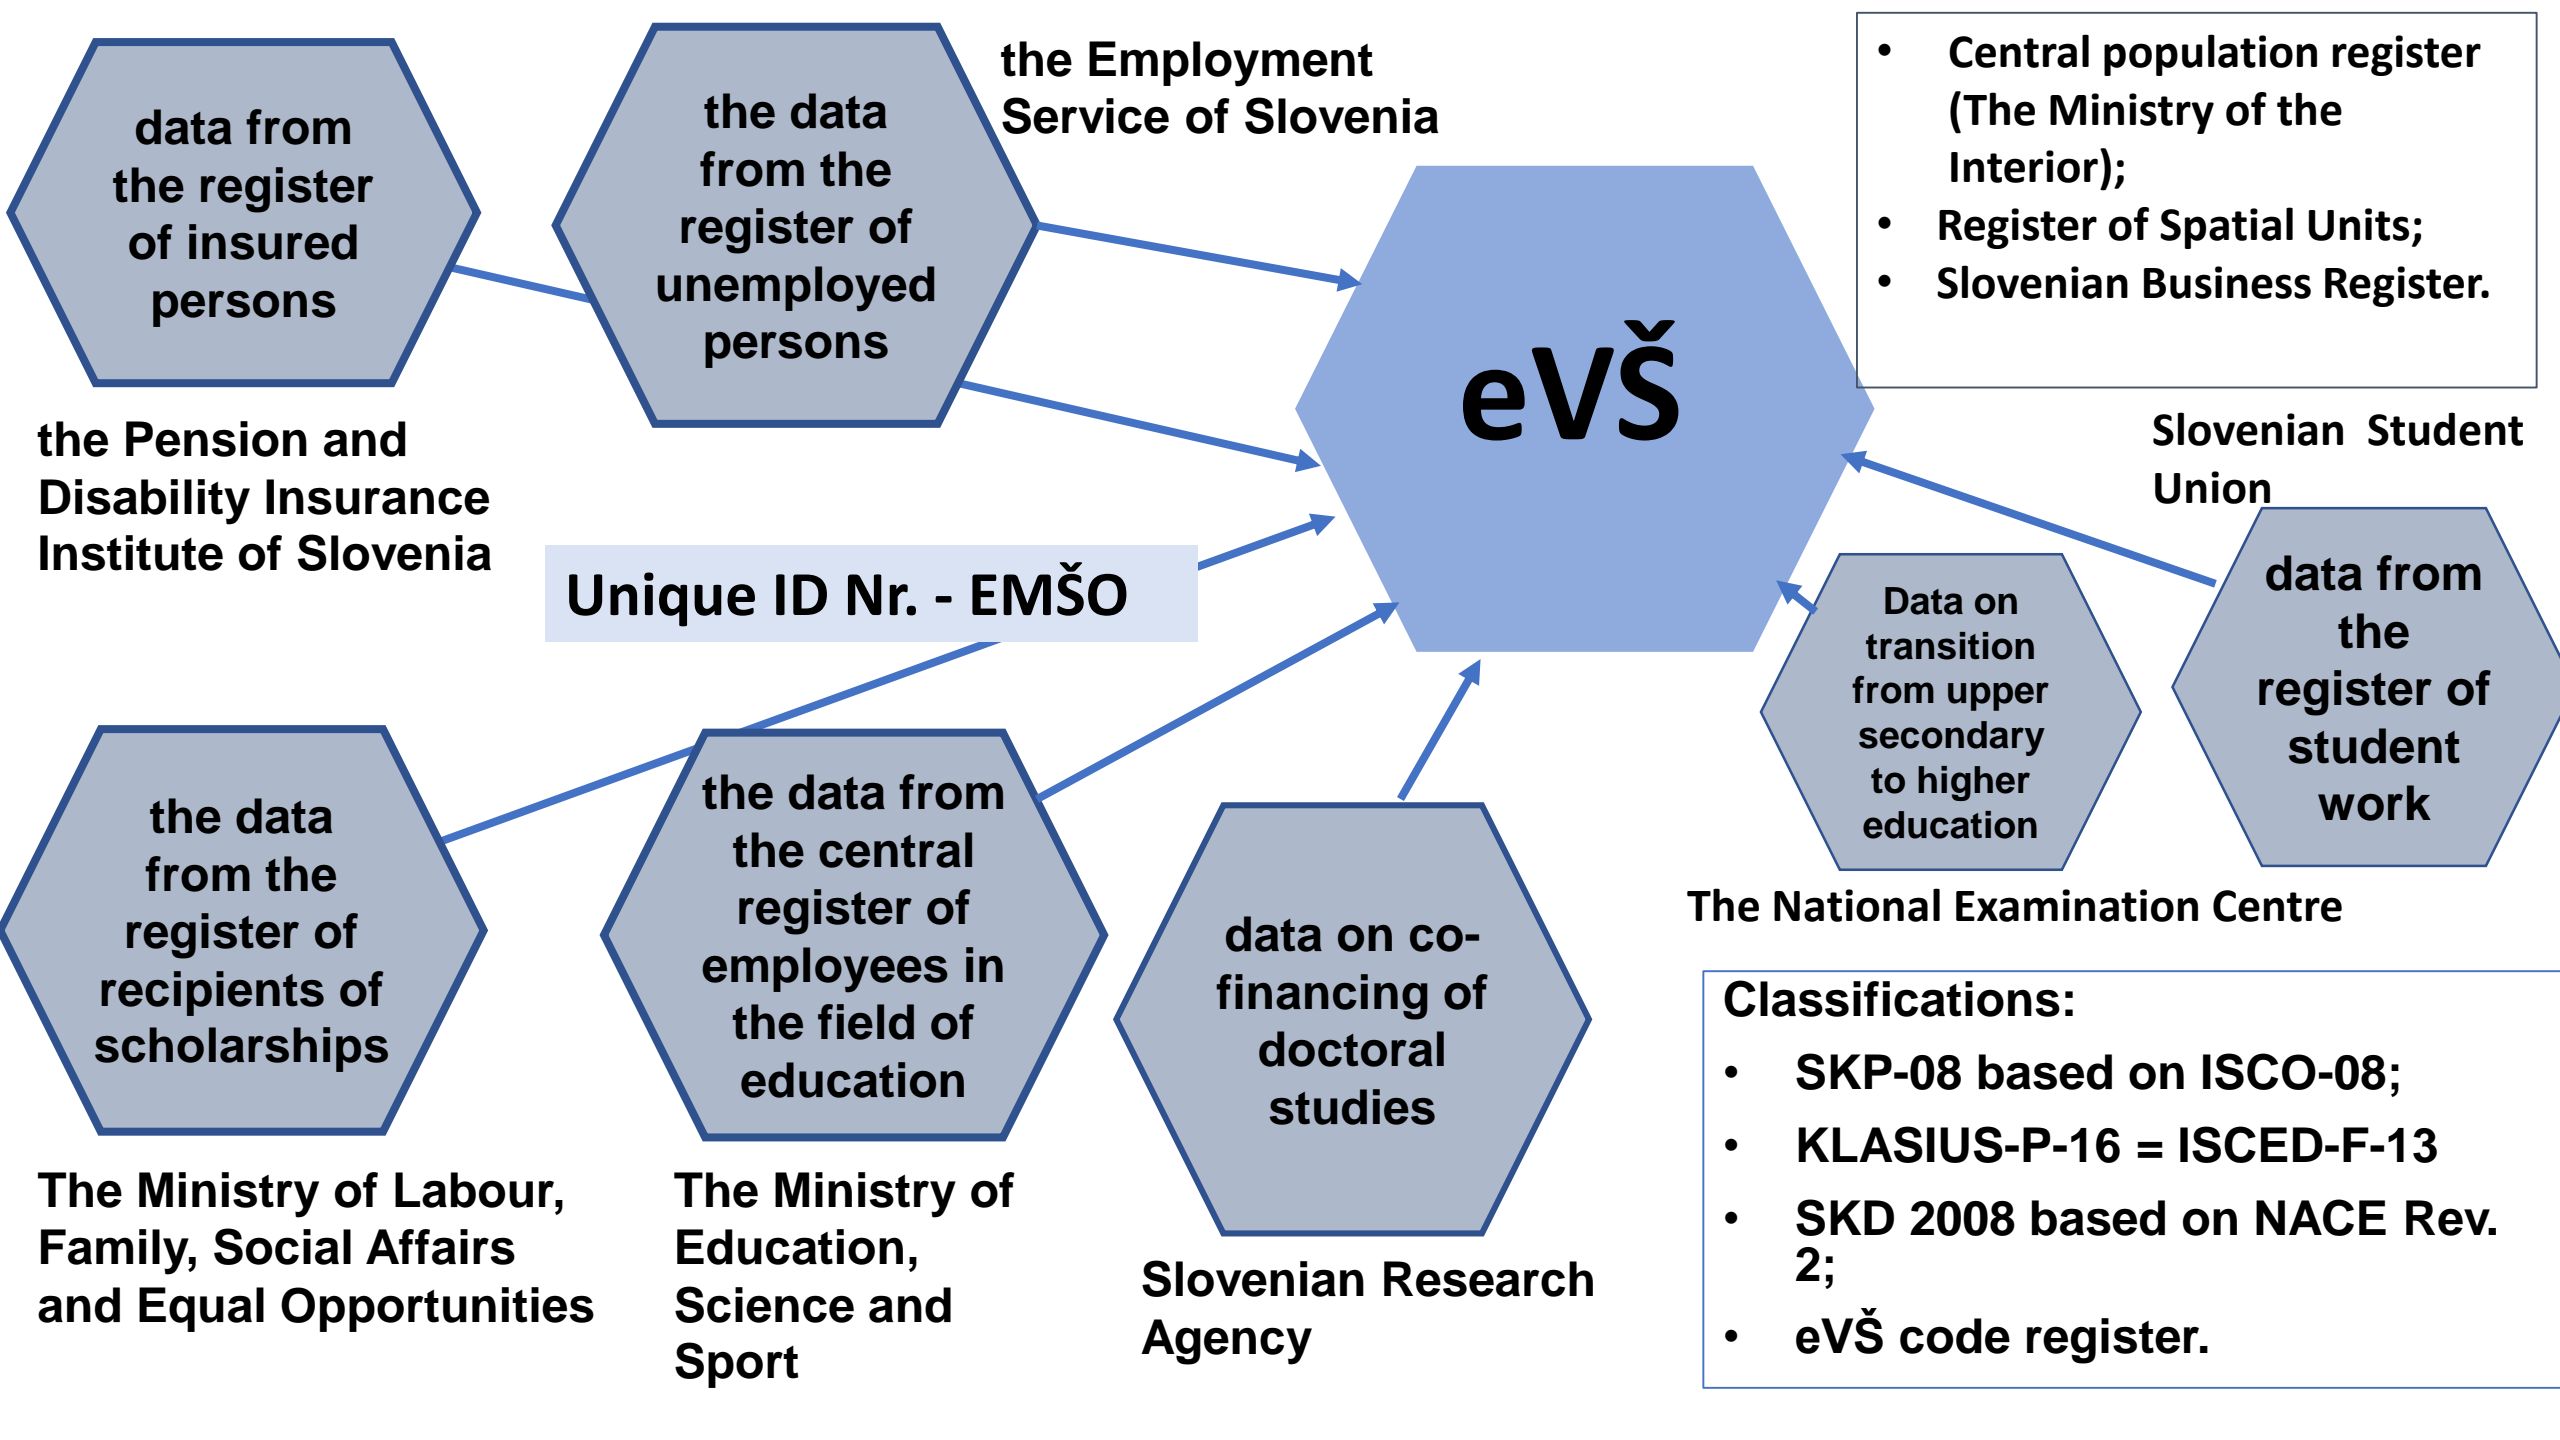 data from
the register
of insured
persons
the Pension and
Disability Insurance
Institute of Slovenia
the data
from the
register of
unemployed
persons
the Employment
Service of Slovenia
eVŠ
• Central population register
(The Ministry of the
Interior);
• Register of Spatial Units;
• Slovenian Business Register.
Slovenian Student
Union
data from
the
register of
student
work
Data on
transition
from upper
secondary
to higher
education
The National Examination Centre
Unique ID Nr. - EMŠO
the data
from the
register of
recipients of
scholarships
The Ministry of Labour,
Family, Social Affairs
and Equal Opportunities
the data from
the central
register of
employees in
the field of
education
The Ministry of
Education,
Science and
Sport
data on co-
financing of
doctoral
studies
Slovenian Research
Agency
Classifications:
• SKP-08 based on ISCO-08;
• KLASIUS-P-16 = ISCED-F-13
• SKD 2008 based on NACE Rev.
2;
• eVŠ code register.